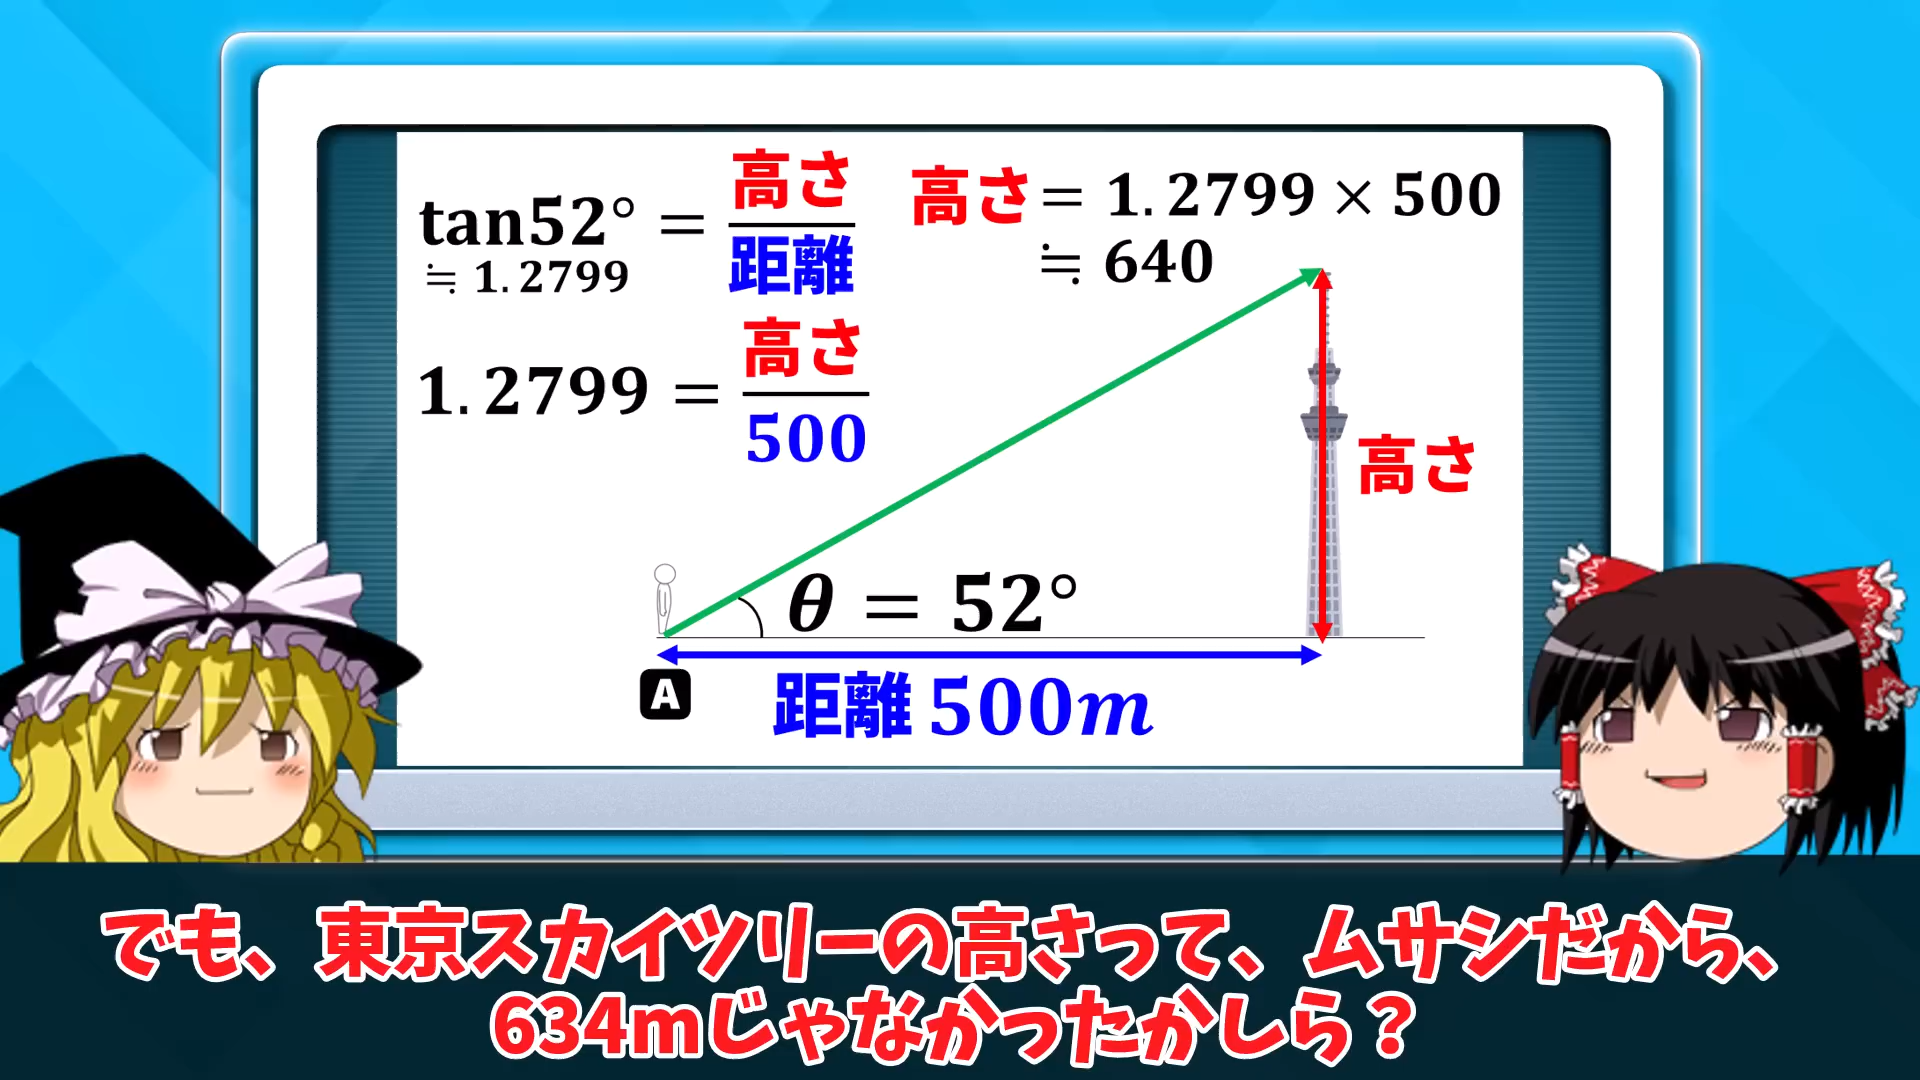 tan52° = 高さ/距離
≒ 1.2799
1.2799 = 高さ/500
高さ = 1.2799 × 500
≒ 640
高さ
θ = 52°
A
距離 500m
でも、東京スカイツリーの高さって、ムサシだから、
634mじゃなかったかしら？